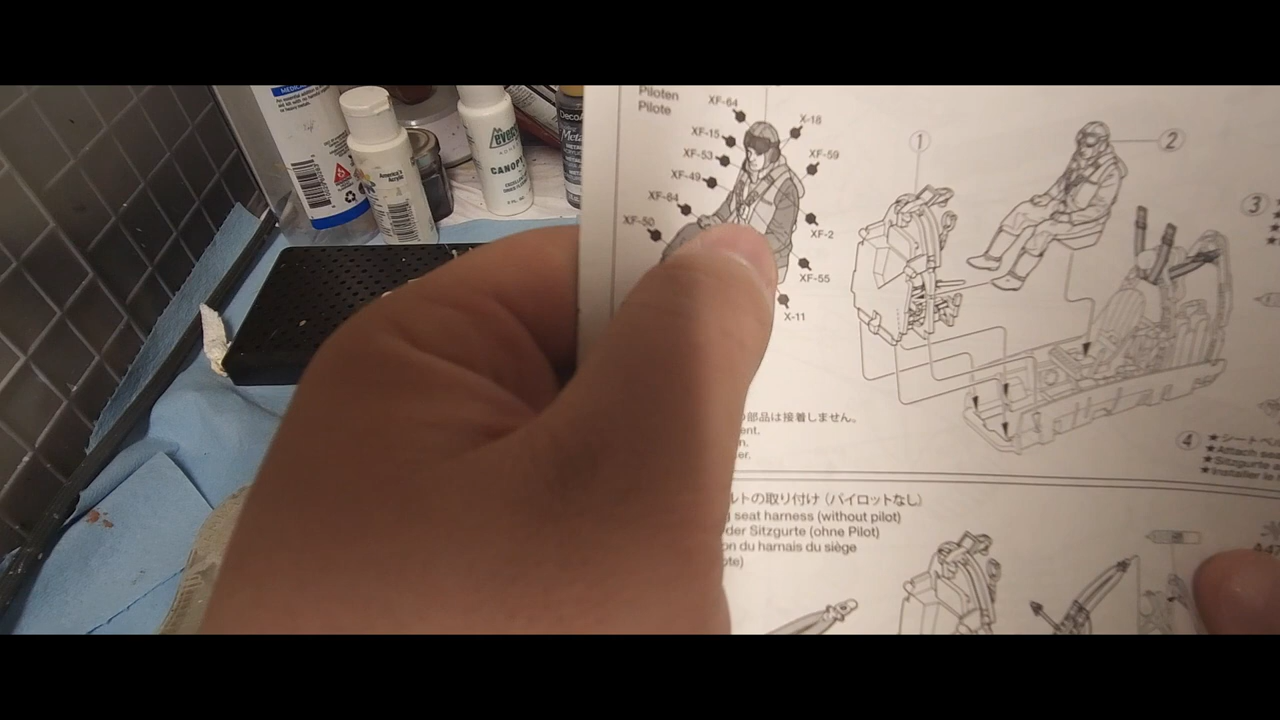 MEDICAL
America's
Acrylic
CANOP
DecoA
Meta
Piloten
Pilote
XF-64
X-18
XF-15
XF-59
XF-53
XF-49
XF-64
XF-50
XF-2
XF-55
X-11
1
2
3
部品は接着しません。
ent.
n.
er.
4
★シートベ
★Attach sea
★Sitzgurte
★Installer le
ルトの取り付け（パイロットなし）
seat harness (without pilot)
der Sitzgurte (ohne Pilot)
on du harnais du siège
ote)